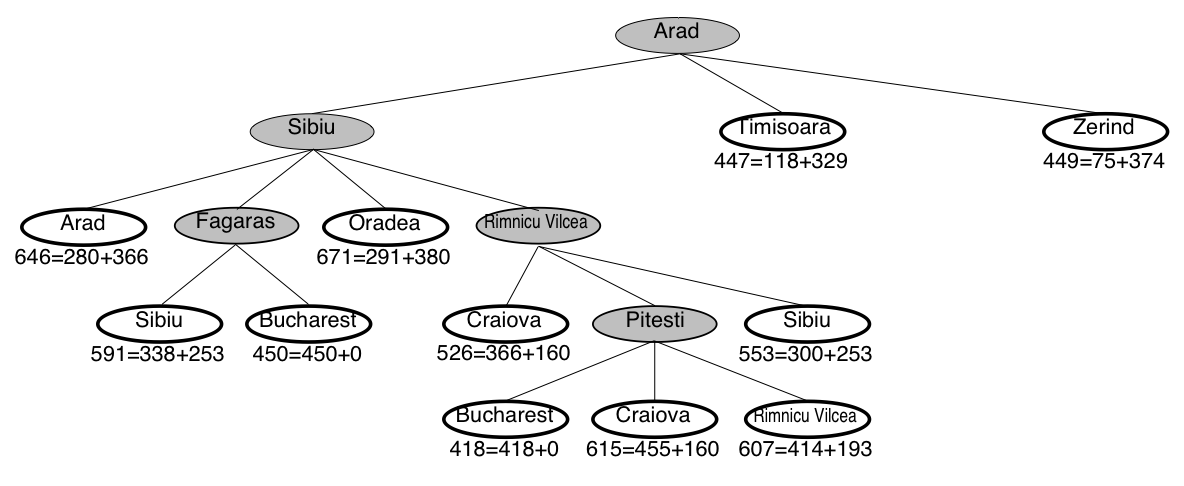 Arad
Sibiu
Timisoara
Zerind
447=118+329
449=75+374
Arad
Fagaras
Oradea
Rimnicu Vilcea
646=280+366
671=291+380
Sibiu
Bucharest
Craiova
Pitesti
Sibiu
591=338+253
450=450+0
526=366+160
553=300+253
Bucharest
Craiova
Rimnicu Vilcea
418=418+0
615=455+160
607=414+193